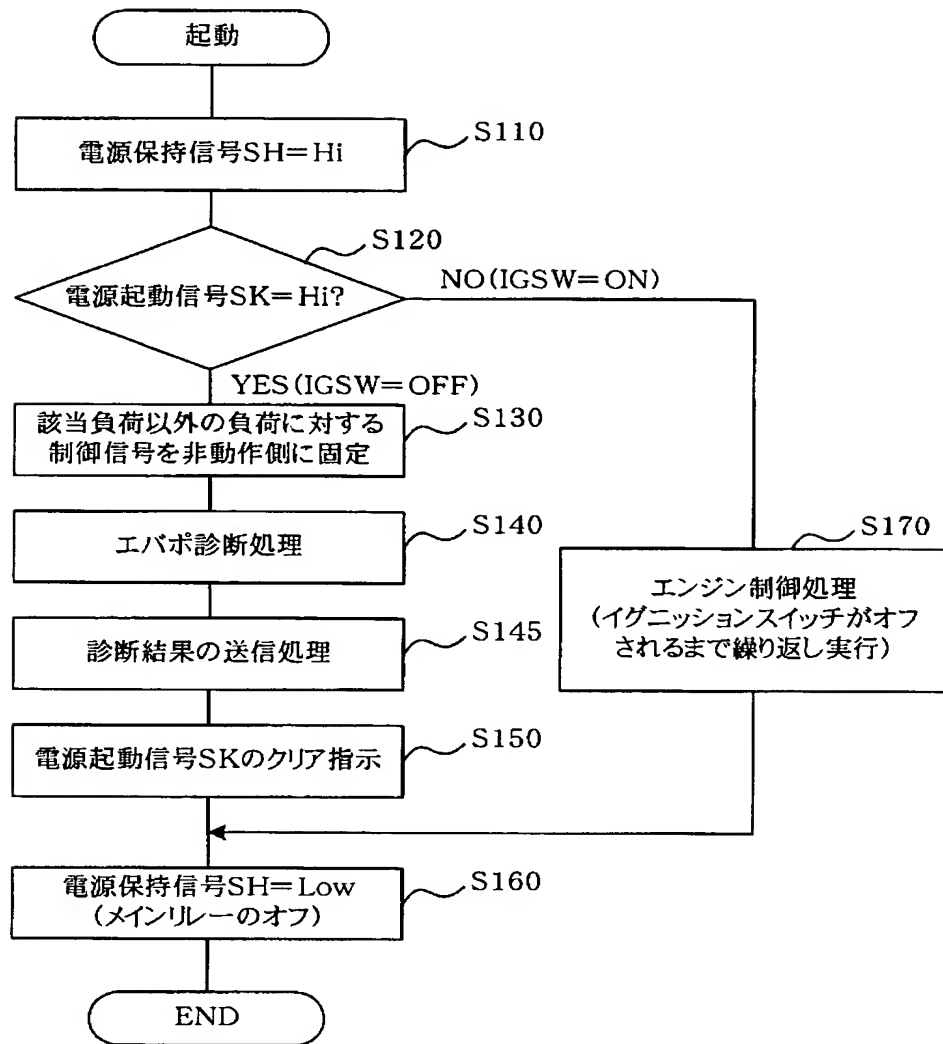 起動
電源保持信号SH＝Hi
S110
S120
電源起動信号SK＝Hi?
NO(IGSW＝ON)
YES(IGSW＝OFF)
該当負荷以外の負荷に対する
制御信号を非動作側に固定
S130
エバポ診断処理
S140
S170
エンジン制御処理
(イグニッションスイッチがオフ
されるまで繰り返し実行)
診断結果の送信処理
S145
電源起動信号SKのクリア指示
S150
電源保持信号SH＝Low
(メインリレーのオフ)
S160
END